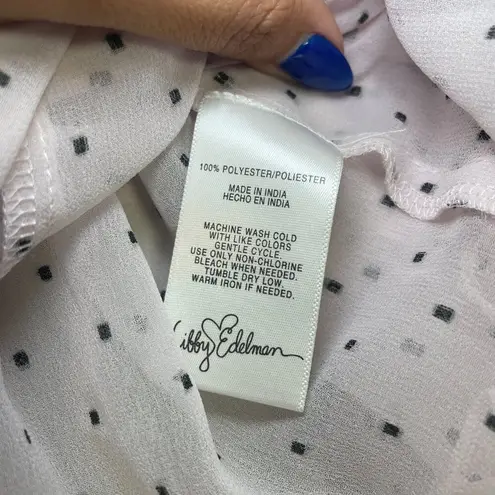 100% POLYESTER/POLIESTER
MADE IN INDIA
HECHO EN INDIA
MACHINE WASH COLD
WITH LIKE COLORS
GENTLE CYCLE.
USE ONLY NON-CHLORINE
BLEACH WHEN NEEDED.
TUMBLE DRY LOW.
WARM IRON IF NEEDED.
Libby Edelman